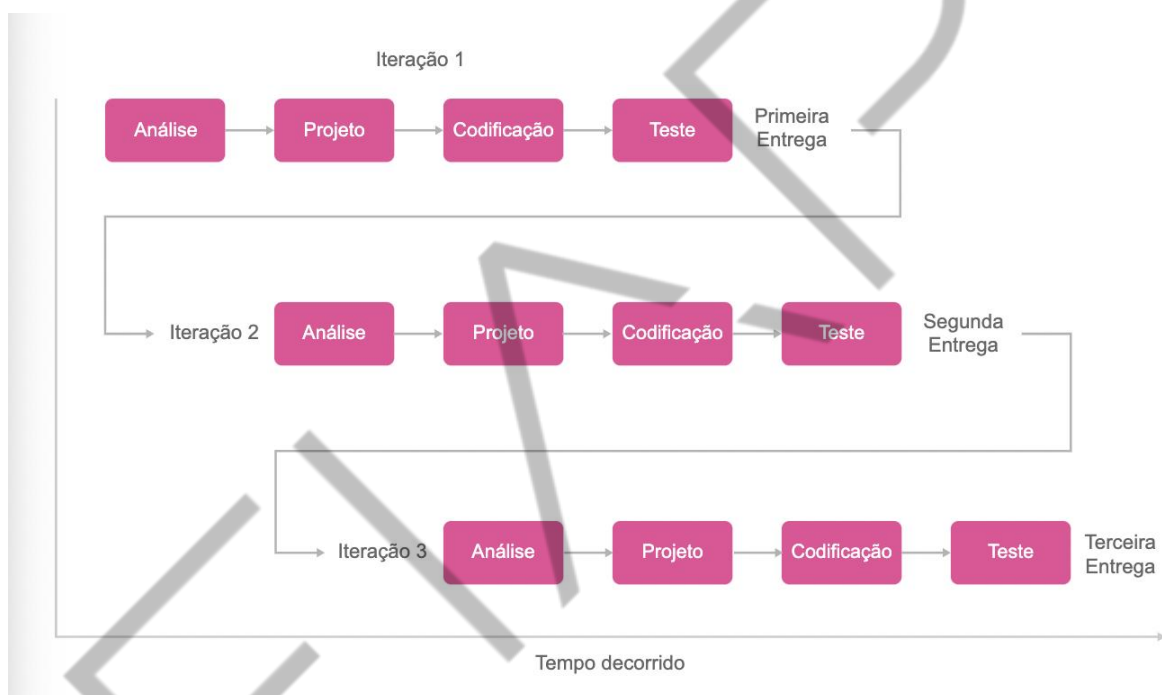 Iteração 1
Análise
Projeto
Codificação
Teste
Primeira
Entrega
Iteração 2
Análise
Projeto
Codificação
Teste
Segunda
Entrega
Iteração 3
Análise
Projeto
Codificação
Teste
Terceira
Entrega
Tempo decorrido